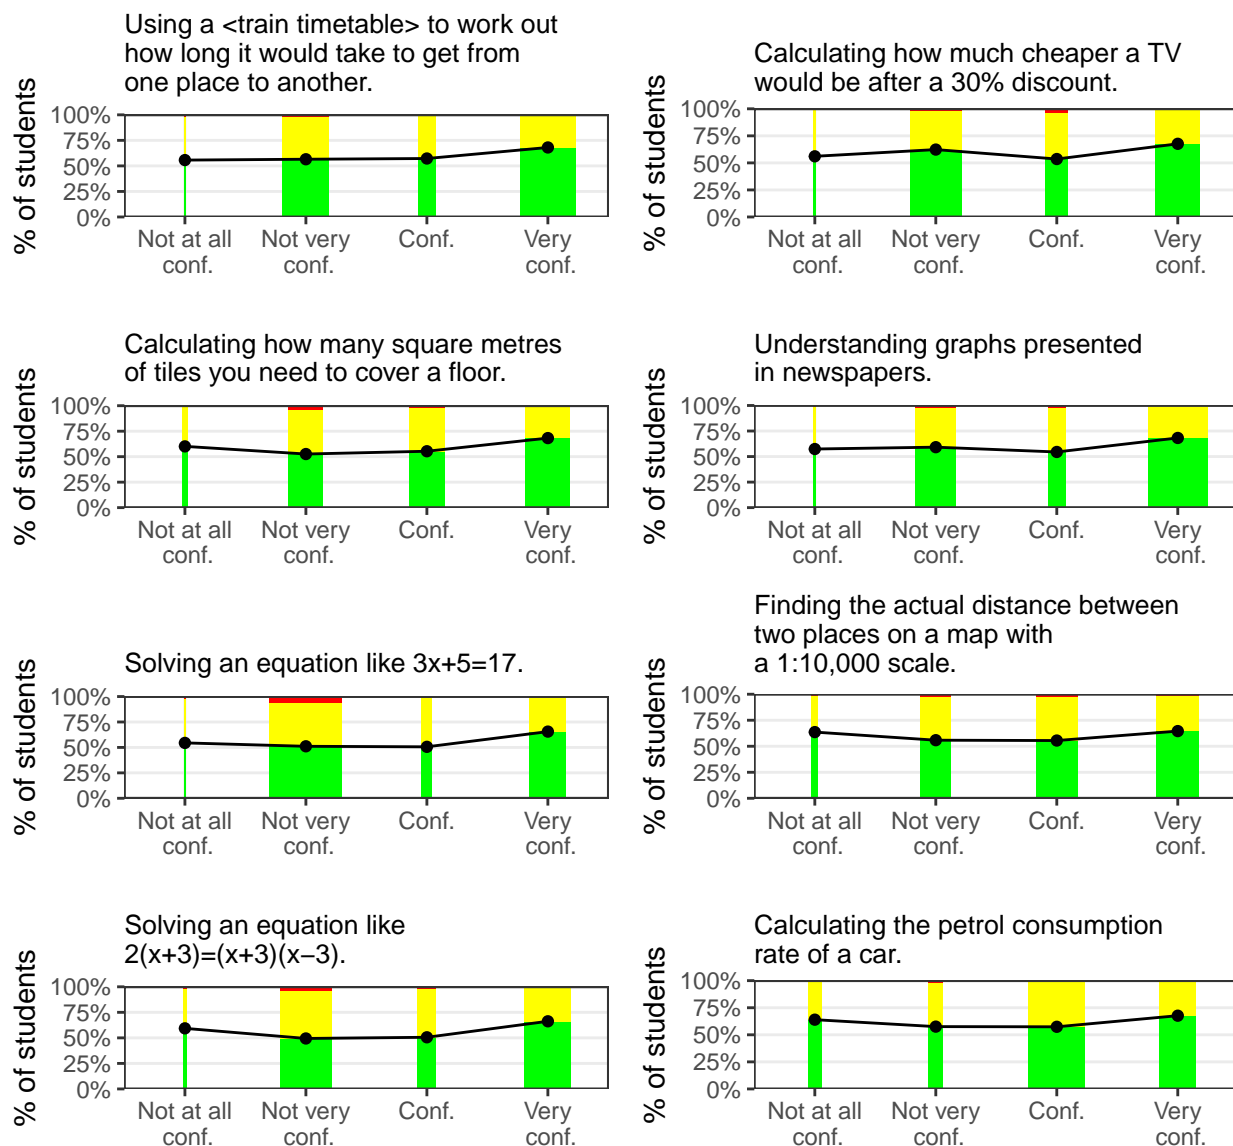 Using a <train timetable> to work out
how long it would take to get from
one place to another.
% of students
100%
75%
50%
25%
0%
Not at all
conf.
Not very
conf.
Conf.
Very
conf.
Calculating how much cheaper a TV
would be after a 30% discount.
% of students
100%
75%
50%
25%
0%
Not at all
conf.
Not very
conf.
Conf.
Very
conf.
Calculating how many square metres
of tiles you need to cover a floor.
% of students
100%
75%
50%
25%
0%
Not at all
conf.
Not very
conf.
Conf.
Very
conf.
Understanding graphs presented
in newspapers.
% of students
100%
75%
50%
25%
0%
Not at all
conf.
Not very
conf.
Conf.
Very
conf.
Solving an equation like 3x+5=17.
% of students
100%
75%
50%
25%
0%
Not at all
conf.
Not very
conf.
Conf.
Very
conf.
Finding the actual distance between
two places on a map with
a 1:10,000 scale.
% of students
100%
75%
50%
25%
0%
Not at all
conf.
Not very
conf.
Conf.
Very
conf.
Solving an equation like
2(x+3)=(x+3)(x−3).
% of students
100%
75%
50%
25%
0%
Not at all
conf.
Not very
conf.
Conf.
Very
conf.
Calculating the petrol consumption
rate of a car.
% of students
100%
75%
50%
25%
0%
Not at all
conf.
Not very
conf.
Conf.
Very
conf.